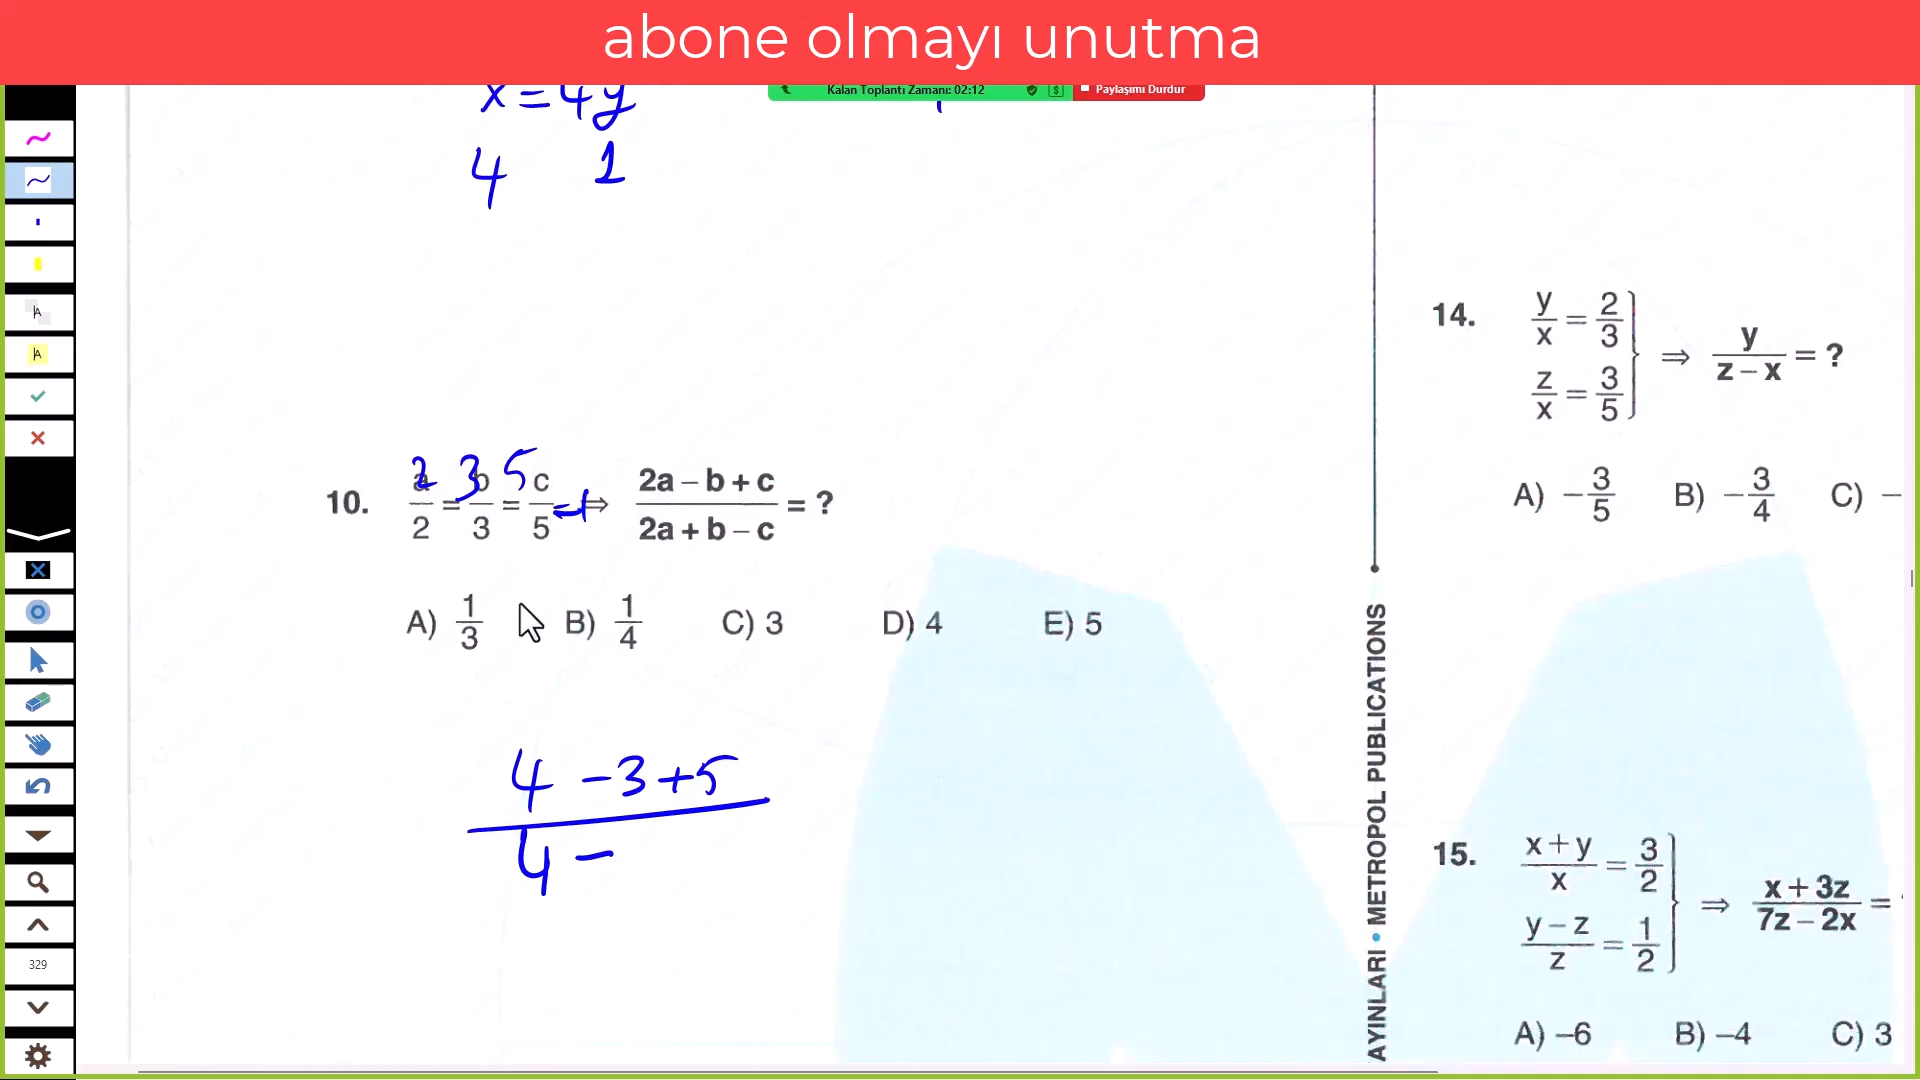 abone olmayı unutma
Kalan Toplantı Zamanı: 02:12
Paylaşımı Durdur
x = 4y
4 1
10. a/2 = b/3 = c/5 = 1 ⇒ (2a – b + c)/(2a + b – c) = ?
2 3 5
A) 1/3 B) 1/4 C) 3 D) 4 E) 5
4 - 3 + 5
4 -
AYINLARI • METROPOL PUBLICATIONS
14. y/x = 2/3
z/x = 3/5
⇒ y/(z – x) = ?
A) –3/5 B) –3/4 C) –
15. (x + y)/x = 3/2
(y – z)/z = 1/2
⇒ (x + 3z)/(7z – 2x) =
A) –6 B) –4 C) 3
329